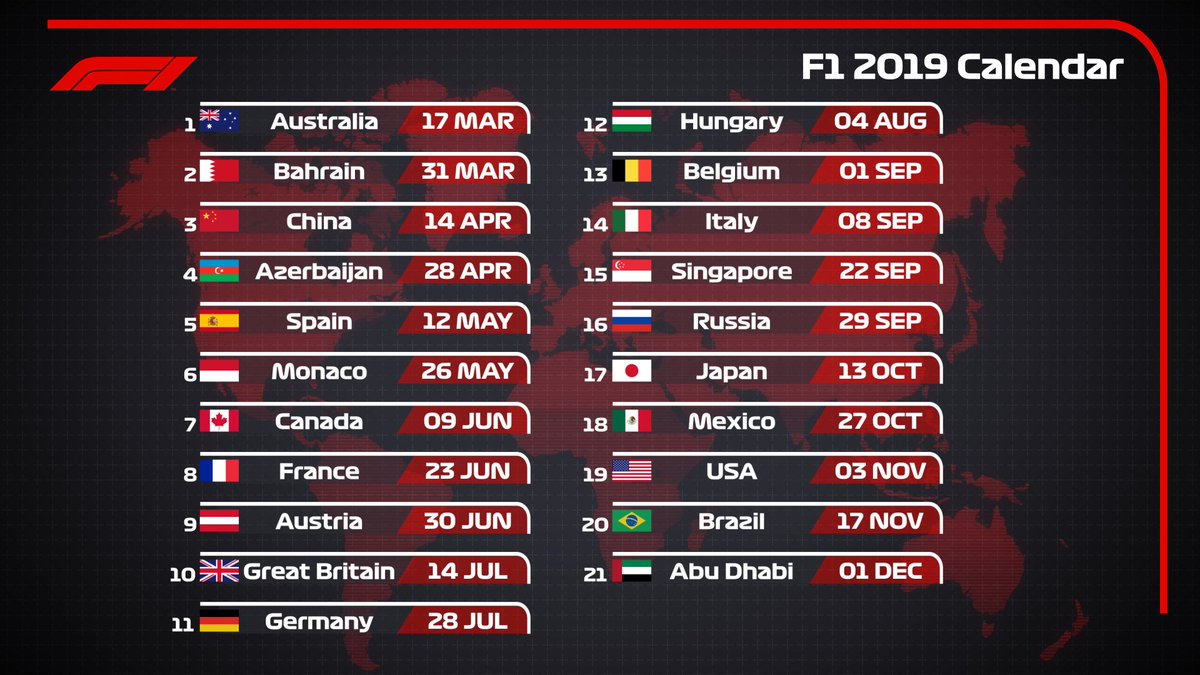 F1 2019 Calendar
1 Australia 17 MAR
2 Bahrain 31 MAR
3 China 14 APR
4 Azerbaijan 28 APR
5 Spain 12 MAY
6 Monaco 26 MAY
7 Canada 09 JUN
8 France 23 JUN
9 Austria 30 JUN
10 Great Britain 14 JUL
11 Germany 28 JUL
12 Hungary 04 AUG
13 Belgium 01 SEP
14 Italy 08 SEP
15 Singapore 22 SEP
16 Russia 29 SEP
17 Japan 13 OCT
18 Mexico 27 OCT
19 USA 03 NOV
20 Brazil 17 NOV
21 Abu Dhabi 01 DEC